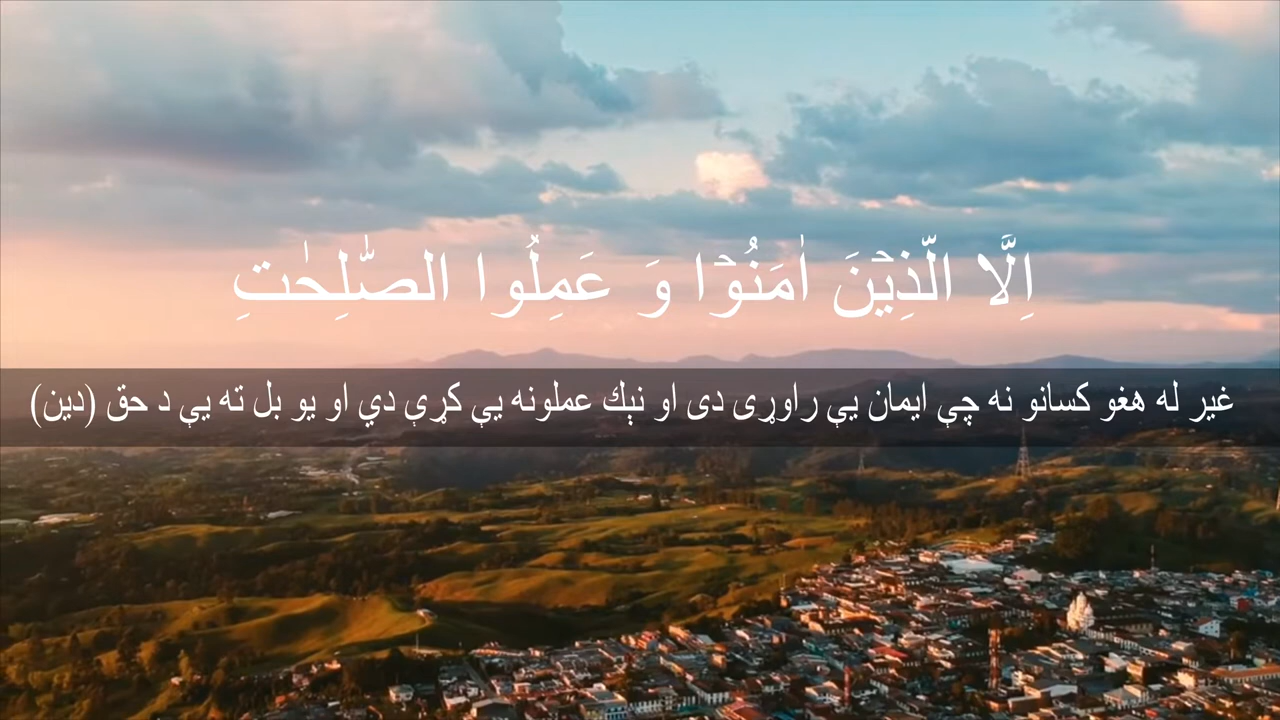 اِلَّا الَّذِیْنَ اٰمَنُوْۤا وَ عَمِلُوا الصّٰلِحٰتِ
غیر له هغو کسانو نه چې ایمان یې راوړی دی او نېك عملونه یې کړې دي او یو بل ته یې د حق (دین)